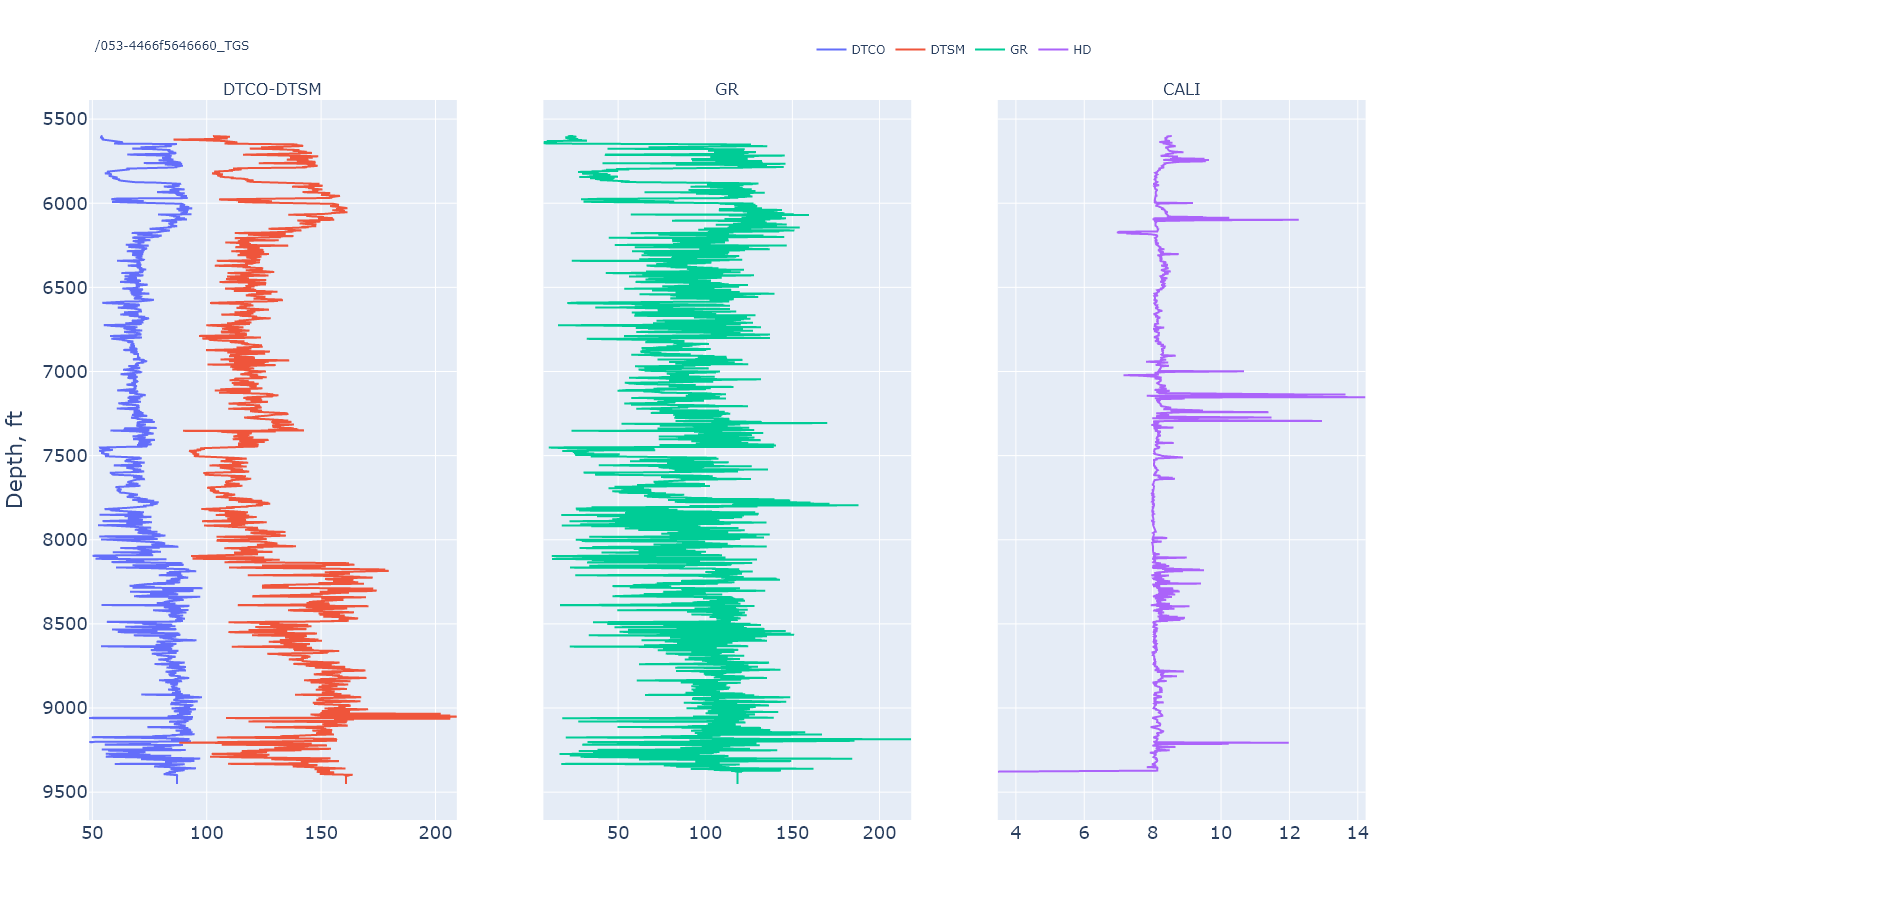 /053-4466f5646660_TGS
DTCO DTSM GR HD
DTCO-DTSM GR CALI
5500
6000
6500
7000
7500
8000
8500
9000
9500
Depth, ft
50 100 150 200
50 100 150 200
4 6 8 10 12 14